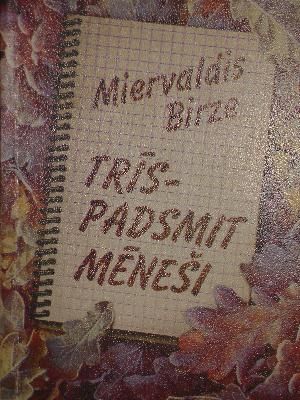 Miervaldis
Birze
TRĪS-
PADSMIT
MĒNEŠI